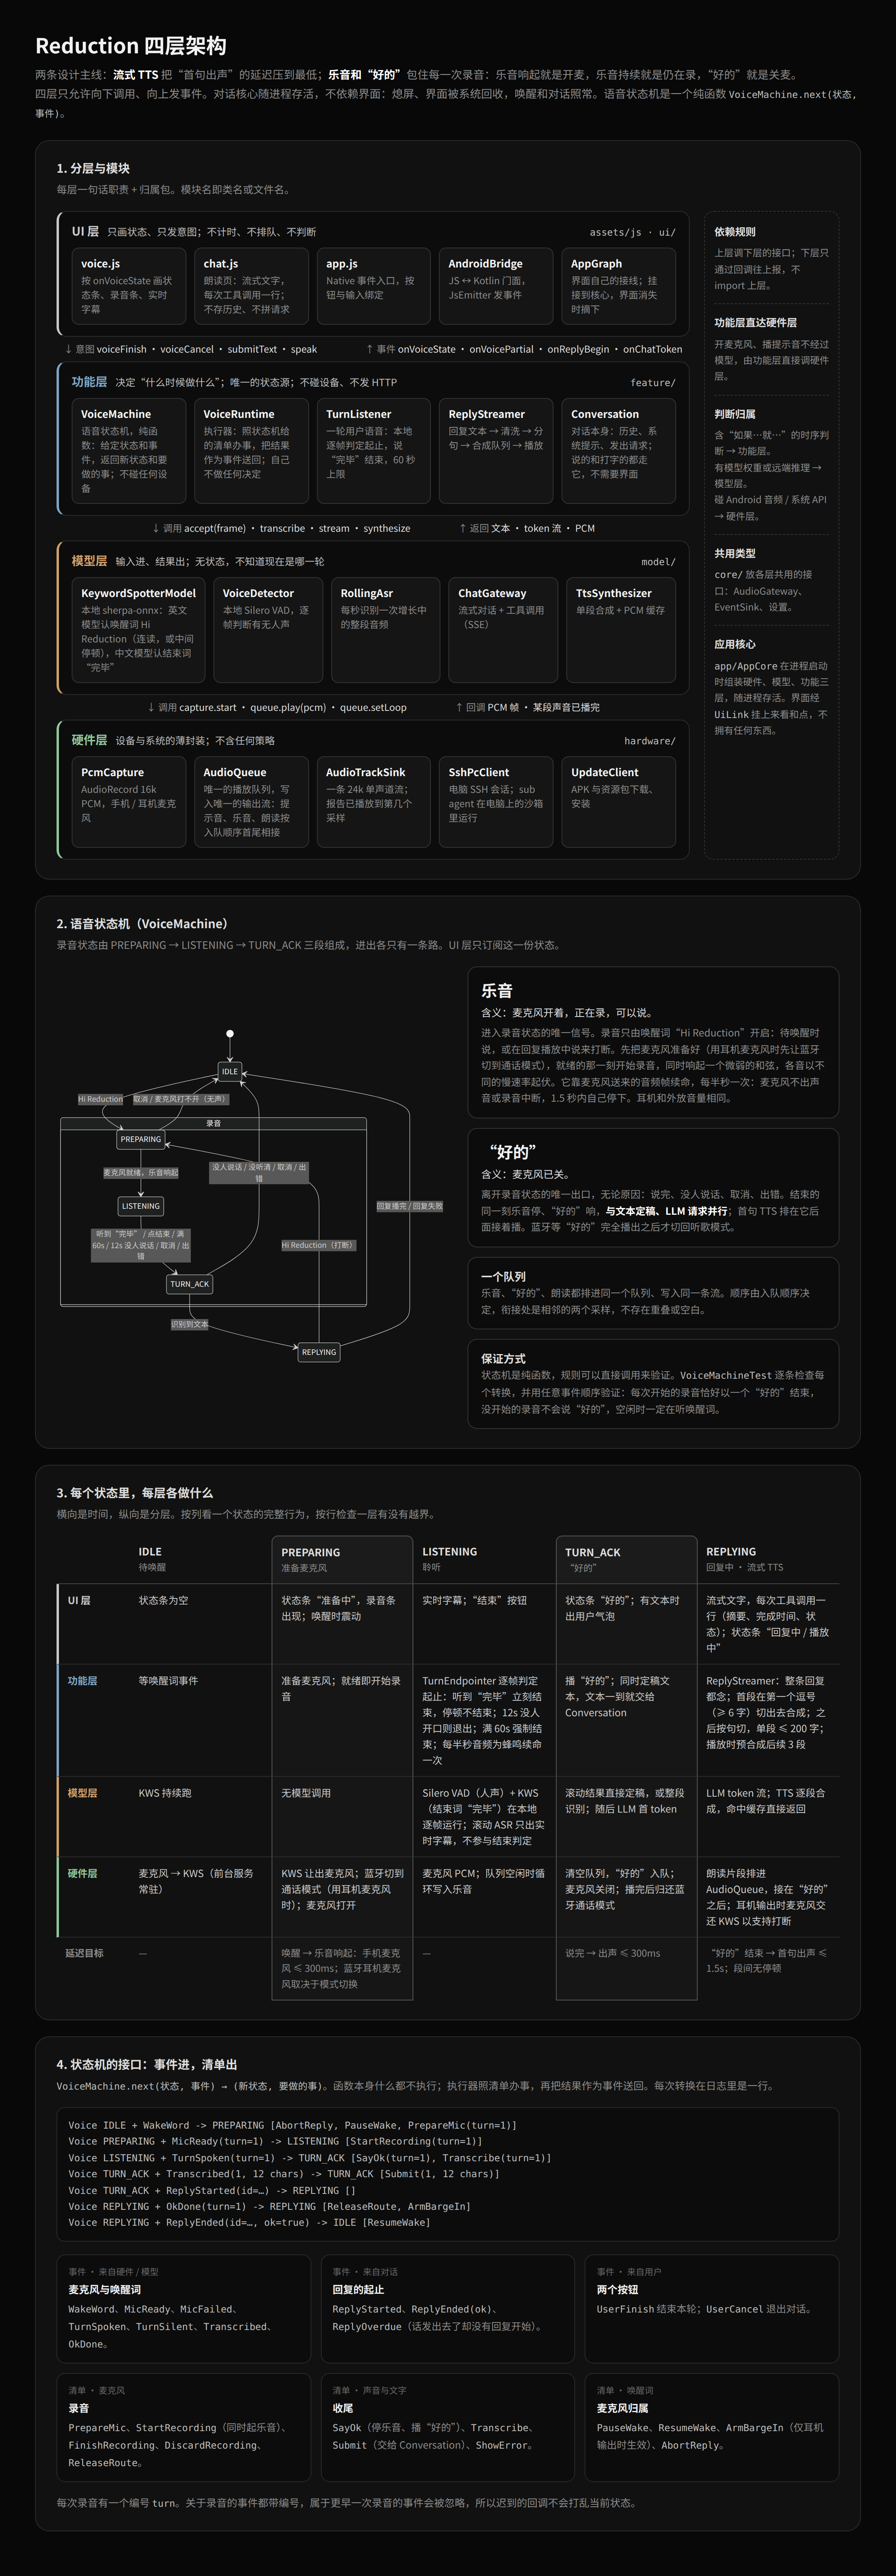 Reduction 四层架构
两条设计主线：流式 TTS 把“首句出声”的延迟压到最低；乐音和“好的”包住每一次录音：乐音响起就是开麦，乐音持续就是仍在录，“好的”就是关麦。
四层只允许向下调用、向上发事件。对话核心随进程存活，不依赖界面：熄屏、界面被系统回收，唤醒和对话照常。语音状态机是一个纯函数 VoiceMachine.next(状态,
事件)。
1. 分层与模块
每层一句话职责 + 归属包。模块名即类名或文件名。
UI 层 只画状态、只发意图；不计时、不排队、不判断 assets/js · ui/
voice.js
按 onVoiceState 画状
态条、录音条、实时
字幕
chat.js
朗读页：流式文字，
每次工具调用一行；
不存历史、不拼请求
app.js
Native 事件入口，按
钮与输入绑定
AndroidBridge
JS ↔ Kotlin 门面，
JsEmitter 发事件
AppGraph
界面自己的接线；挂
接到核心，界面消失
时摘下
↓ 意图 voiceFinish · voiceCancel · submitText · speak ↑ 事件 onVoiceState · onVoicePartial · onReplyBegin · onChatToken
功能层 决定“什么时候做什么”；唯一的状态源；不碰设备、不发 HTTP feature/
VoiceMachine
语音状态机，纯函
数：给定状态和事
件，返回新状态和要
做的事；不碰任何设
备
VoiceRuntime
执行器：照状态机给
的清单办事，把结果
作为事件送回；自己
不做任何决定
TurnListener
一轮用户语音：本地
逐帧判定起止，说
“完毕”结束，60 秒
上限
ReplyStreamer
回复文本 → 清洗 → 分
句 → 合成队列 → 播放
Conversation
对话本身：历史、系
统提示、发出请求；
说的和打字的都走
它，不需要界面
↓ 调用 accept(frame) · transcribe · stream · synthesize ↑ 返回 文本 · token 流 · PCM
模型层 输入进、结果出；无状态，不知道现在是哪一轮 model/
KeywordSpotterModel
本地 sherpa-onnx：英文
模型认唤醒词 Hi
Reduction（连读，或中间
停顿），中文模型认结束词
“完毕”
VoiceDetector
本地 Silero VAD，逐
帧判断有无人声
RollingAsr
每秒识别一次增长中
的整段音频
ChatGateway
流式对话 + 工具调用
（SSE）
TtsSynthesizer
单段合成 + PCM 缓存
↓ 调用 capture.start · queue.play(pcm) · queue.setLoop ↑ 回调 PCM 帧 · 某段声音已播完
硬件层 设备与系统的薄封装；不含任何策略 hardware/
PcmCapture
AudioRecord 16k
PCM，手机 / 耳机麦克
风
AudioQueue
唯一的播放队列，写
入唯一的输出流：提
示音、乐音、朗读按
入队顺序首尾相接
AudioTrackSink
一条 24k 单声道流；
报告已播放到第几个
采样
SshPcClient
电脑 SSH 会话；sub
agent 在电脑上的沙箱
里运行
UpdateClient
APK 与资源包下载、
安装
依赖规则
上层调下层的接口；下层只
通过回调往上报，不
import 上层。
功能层直达硬件层
开麦克风、播提示音不经过
模型，由功能层直接调硬件
层。
判断归属
含“如果…就…”的时序判
断 → 功能层。
有模型权重或远端推理 →
模型层。
碰 Android 音频 / 系统 API
→ 硬件层。
共用类型
core/ 放各层共用的接
口：AudioGateway、
EventSink、设置。
应用核心
app/AppCore 在进程启动
时组装硬件、模型、功能三
层，随进程存活。界面经
UiLink 挂上来看和点，不
拥有任何东西。
2. 语音状态机（VoiceMachine）
录音状态由 PREPARING → LISTENING → TURN_ACK 三段组成，进出各只有一条路。UI 层只订阅这一份状态。
IDLE
Hi Reduction
取消 / 麦克风打不开（无声）
录音
PREPARING
没人说话 / 没听清 / 取消 / 出
错
麦克风就绪，乐音响起
LISTENING
回复播完 / 回复失败
听到“完毕” / 点结束 / 满
60s / 12s 没人说话 / 取消 / 出
错
Hi Reduction（打断）
TURN_ACK
识别到文本
REPLYING
乐音
含义：麦克风开着，正在录，可以说。
进入录音状态的唯一信号。录音只由唤醒词“Hi Reduction”开启：待唤醒时
说，或在回复播放中说来打断。先把麦克风准备好（用耳机麦克风时先让蓝牙
切到通话模式），就绪的那一刻开始录音，同时响起一个微弱的和弦，各音以不
同的慢速率起伏。它靠麦克风送来的音频帧续命，每半秒一次：麦克风不出声
或录音中断，1.5 秒内自己停下。耳机和外放音量相同。
“好的”
含义：麦克风已关。
离开录音状态的唯一出口，无论原因：说完、没人说话、取消、出错。结束的
同一刻乐音停、“好的”响，与文本定稿、LLM 请求并行；首句 TTS 排在它后
面接着播。蓝牙等“好的”完全播出之后才切回听歌模式。
一个队列
乐音、“好的”、朗读都排进同一个队列、写入同一条流。顺序由入队顺序决
定，衔接处是相邻的两个采样，不存在重叠或空白。
保证方式
状态机是纯函数，规则可以直接调用来验证。VoiceMachineTest 逐条检查每
个转换，并用任意事件顺序验证：每次开始的录音恰好以一个“好的”结束，
没开始的录音不会说“好的”，空闲时一定在听唤醒词。
3. 每个状态里，每层各做什么
横向是时间，纵向是分层。按列看一个状态的完整行为，按行检查一层有没有越界。
IDLE
待唤醒
PREPARING
准备麦克风
LISTENING
聆听
TURN_ACK
“好的”
REPLYING
回复中 · 流式 TTS
UI 层
状态条为空
状态条“准备中”，录音条
出现；唤醒时震动
实时字幕；“结束”按钮
状态条“好的”；有文本时
出用户气泡
流式文字，每次工具调用一
行（摘要、完成时间、状
态）；状态条“回复中 / 播放
中”
功能层
等唤醒词事件
准备麦克风；就绪即开始录
音
TurnEndpointer 逐帧判定
起止：听到“完毕”立刻结
束，停顿不结束；12s 没人
开口则退出；满 60s 强制结
束；每半秒音频为蜂鸣续命
一次
播“好的”；同时定稿文
本，文本一到就交给
Conversation
ReplyStreamer：整条回复
都念；首段在第一个逗号
（≥ 6 字）切出去合成；之
后按句切，单段 ≤ 200 字；
播放时预合成后续 3 段
模型层
KWS 持续跑
无模型调用
Silero VAD（人声）+ KWS
（结束词“完毕”）在本地
逐帧运行；滚动 ASR 只出实
时字幕，不参与结束判定
滚动结果直接定稿，或整段
识别；随后 LLM 首 token
LLM token 流；TTS 逐段合
成，命中缓存直接返回
硬件层
麦克风 → KWS（前台服务
常驻）
KWS 让出麦克风；蓝牙切到
通话模式（用耳机麦克风
时）；麦克风打开
麦克风 PCM；队列空闲时循
环写入乐音
清空队列，“好的”入队；
麦克风关闭；播完后归还蓝
牙通话模式
朗读片段排进
AudioQueue，接在“好的”
之后；耳机输出时麦克风交
还 KWS 以支持打断
延迟目标
—
唤醒 → 乐音响起：手机麦克
风 ≤ 300ms；蓝牙耳机麦克
风取决于模式切换
—
说完 → 出声 ≤ 300ms
“好的”结束 → 首句出声 ≤
1.5s；段间无停顿
4. 状态机的接口：事件进，清单出
VoiceMachine.next(状态, 事件) → (新状态, 要做的事)。函数本身什么都不执行；执行器照清单办事，再把结果作为事件送回。每次转换在日志里是一行。
Voice IDLE + WakeWord -> PREPARING [AbortReply, PauseWake, PrepareMic(turn=1)]
Voice PREPARING + MicReady(turn=1) -> LISTENING [StartRecording(turn=1)]
Voice LISTENING + TurnSpoken(turn=1) -> TURN_ACK [SayOk(turn=1), Transcribe(turn=1)]
Voice TURN_ACK + Transcribed(1, 12 chars) -> TURN_ACK [Submit(1, 12 chars)]
Voice TURN_ACK + ReplyStarted(id=…) -> REPLYING []
Voice REPLYING + OkDone(turn=1) -> REPLYING [ReleaseRoute, ArmBargeIn]
Voice REPLYING + ReplyEnded(id=…, ok=true) -> IDLE [ResumeWake]
事件 · 来自硬件 / 模型
麦克风与唤醒词
WakeWord、MicReady、MicFailed、
TurnSpoken、TurnSilent、Transcribed、
OkDone。
事件 · 来自对话
回复的起止
ReplyStarted、ReplyEnded(ok)、
ReplyOverdue（话发出去了却没有回复开始）。
事件 · 来自用户
两个按钮
UserFinish 结束本轮；UserCancel 退出对话。
清单 · 麦克风
录音
PrepareMic、StartRecording（同时起乐音）、
FinishRecording、DiscardRecording、
ReleaseRoute。
清单 · 声音与文字
收尾
SayOk（停乐音、播“好的”）、Transcribe、
Submit（交给 Conversation）、ShowError。
清单 · 唤醒词
麦克风归属
PauseWake、ResumeWake、ArmBargeIn（仅耳机
输出时生效）、AbortReply。
每次录音有一个编号 turn。关于录音的事件都带编号，属于更早一次录音的事件会被忽略，所以迟到的回调不会打乱当前状态。